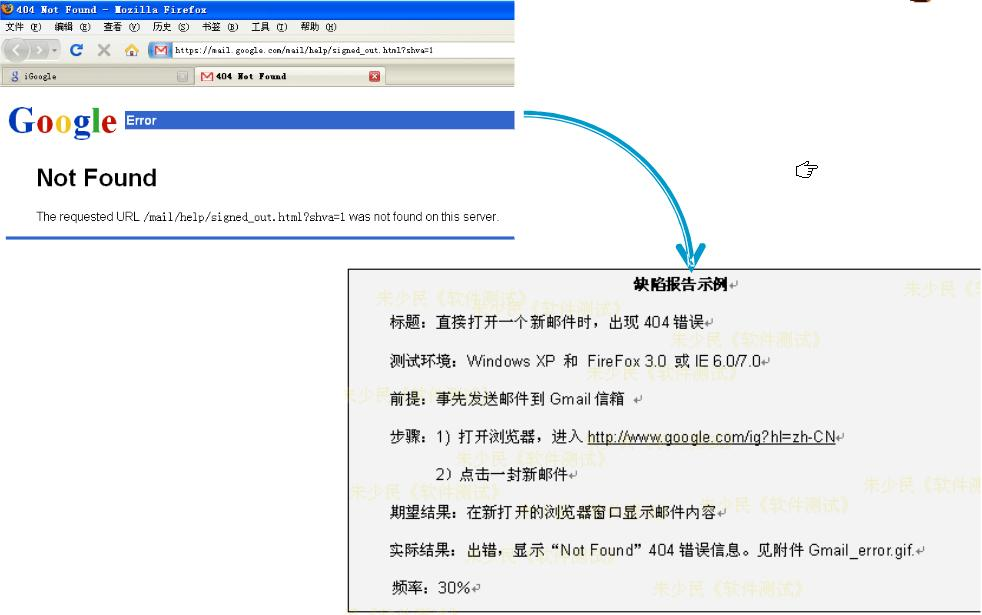 404 Not Found - Mozilla Firefox
文件 (F) 编辑 (E) 查看 (V) 历史 (S) 书签 (B) 工具 (T) 帮助 (H)
https://mail.google.com/mail/help/signed_out.html?shva=1
iGoogle 404 Not Found
Google Error
Not Found
The requested URL /mail/help/signed_out.html?shva=1 was not found on this server.
缺陷报告示例
标题：直接打开一个新邮件时，出现 404 错误
测试环境：Windows XP 和 FireFox 3.0 或 IE 6.0/7.0
前提：事先发送邮件到 Gmail 信箱
步骤：1) 打开浏览器，进入 http://www.google.com/ig?hl=zh-CN
2）点击一封新邮件
期望结果：在新打开的浏览器窗口显示邮件内容
实际结果：出错，显示“Not Found”404 错误信息。见附件 Gmail_error.gif.
频率：30%
朱少民《软件测试》